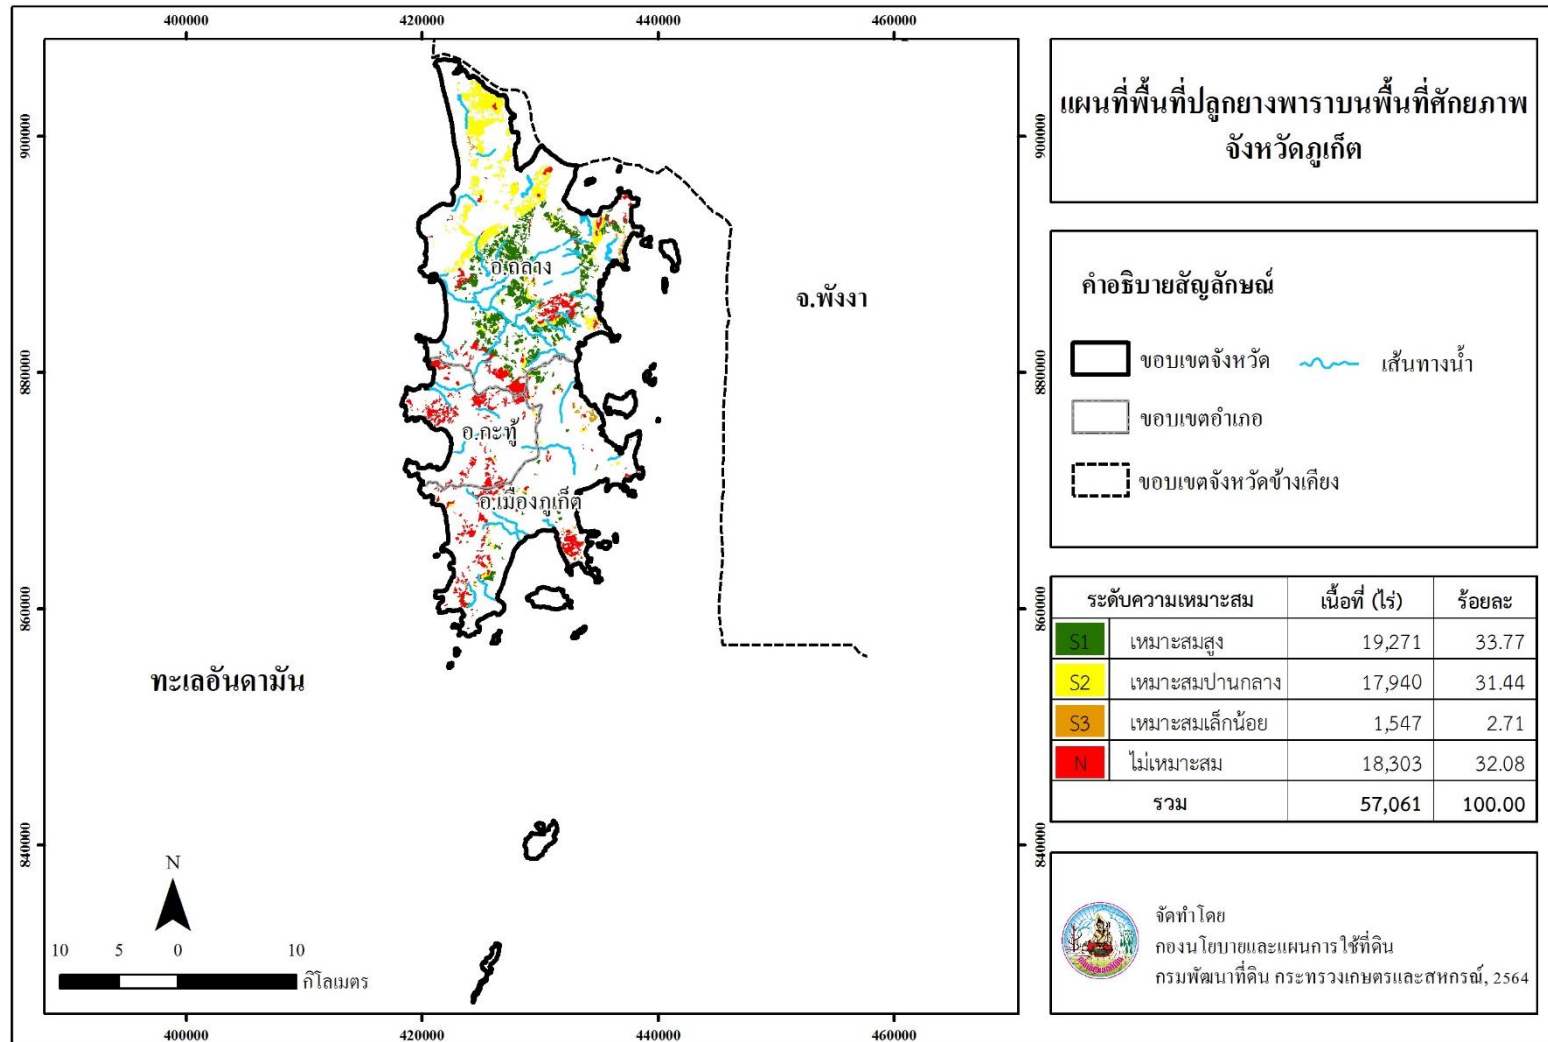 400000 420000 440000 460000
แผนที่พื้นที่ปลูกยางพาราบนพื้นที่ศักยภาพ
จังหวัดภูเก็ต
900000 900000
880000 880000
860000 860000
840000 840000
อ.ถลาง
จ.พังงา
อ.กะทู้
อ.เมืองภูเก็ต
ทะเลอันดามัน
N
10 5 0 10
กิโลเมตร
400000 420000 440000 460000
คำอธิบายสัญลักษณ์
ขอบเขตจังหวัด เส้นทางน้ำ
ขอบเขตอำเภอ
ขอบเขตจังหวัดข้างเคียง
ระดับความเหมาะสม เนื้อที่ (ไร่) ร้อยละ
S1 เหมาะสมสูง 19,271 33.77
S2 เหมาะสมปานกลาง 17,940 31.44
S3 เหมาะสมเล็กน้อย 1,547 2.71
N ไม่เหมาะสม 18,303 32.08
รวม 57,061 100.00
จัดทำโดย
กองนโยบายและแผนการใช้ที่ดิน
กรมพัฒนาที่ดิน กระทรวงเกษตรและสหกรณ์, 2564